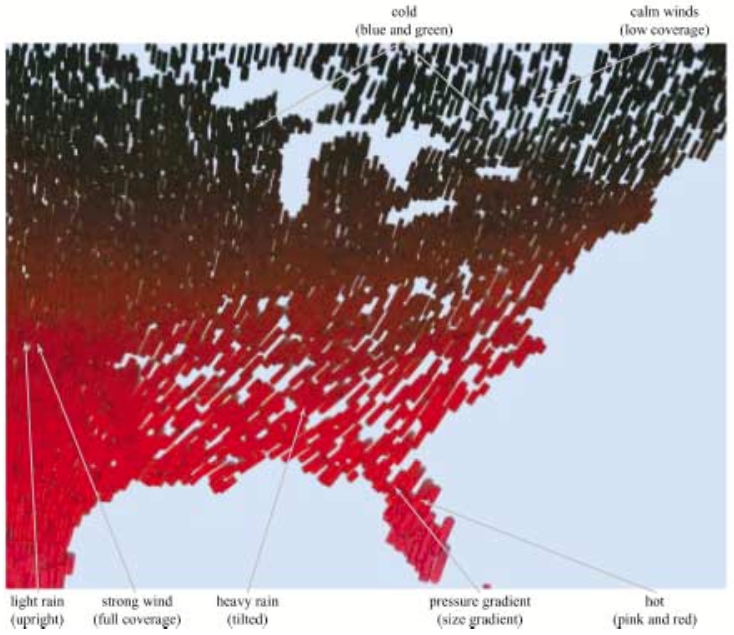 cold
(blue and green)
calm winds
(low coverage)
light rain
(upright)
strong wind
(full coverage)
heavy rain
(tilted)
pressure gradient
(size gradient)
hot
(pink and red)